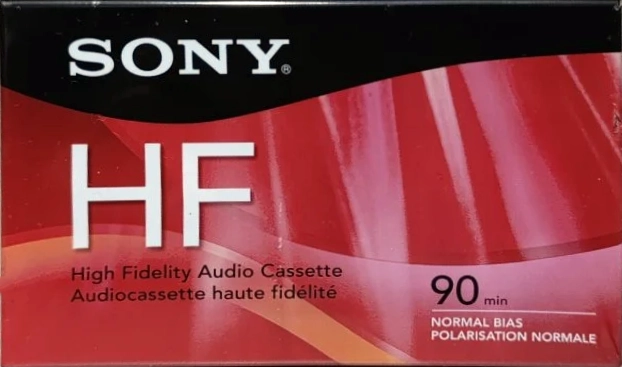 SONY®
HF
High Fidelity Audio Cassette
Audiocassette haute fidélité
90 min
NORMAL BIAS
POLARISATION NORMALE